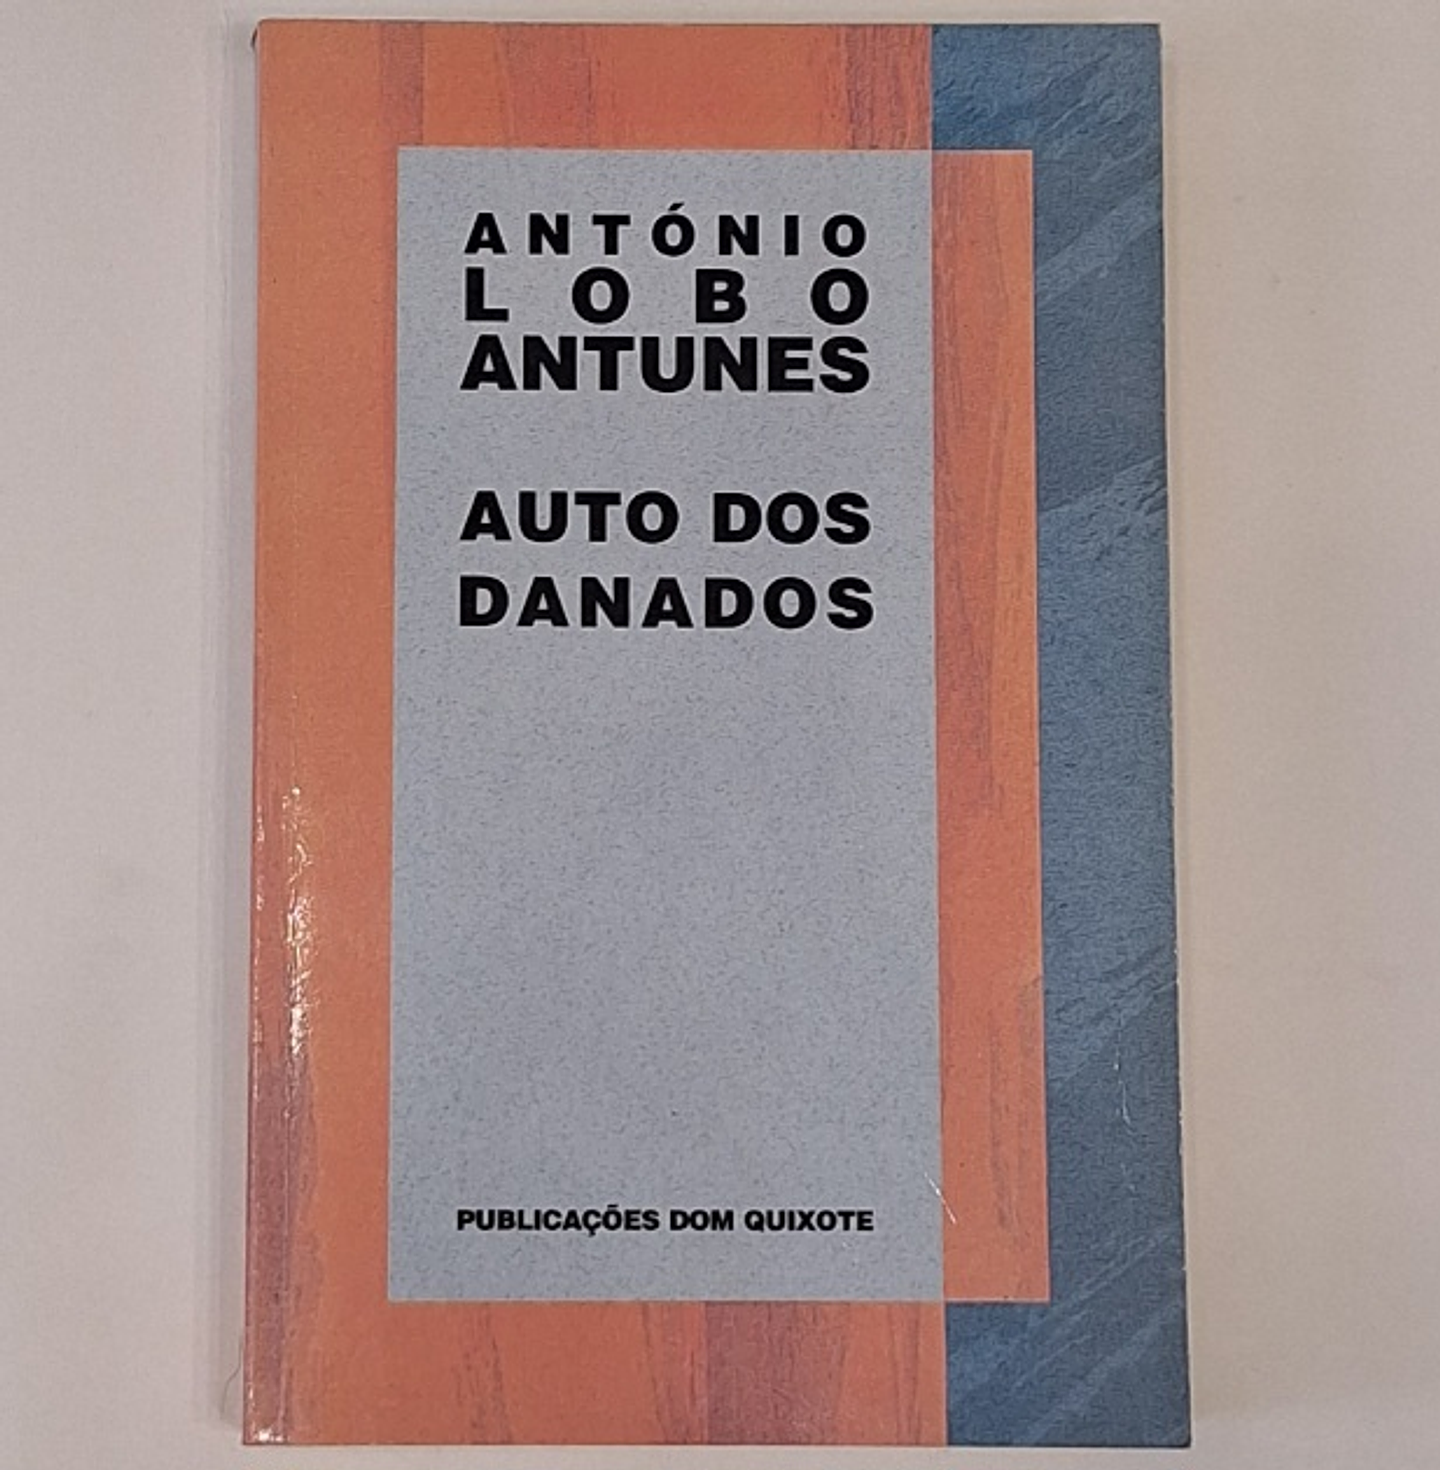 ANTÓNIO
LOBO
ANTUNES
AUTO DOS
DANADOS
PUBLICAÇÕES DOM QUIXOTE